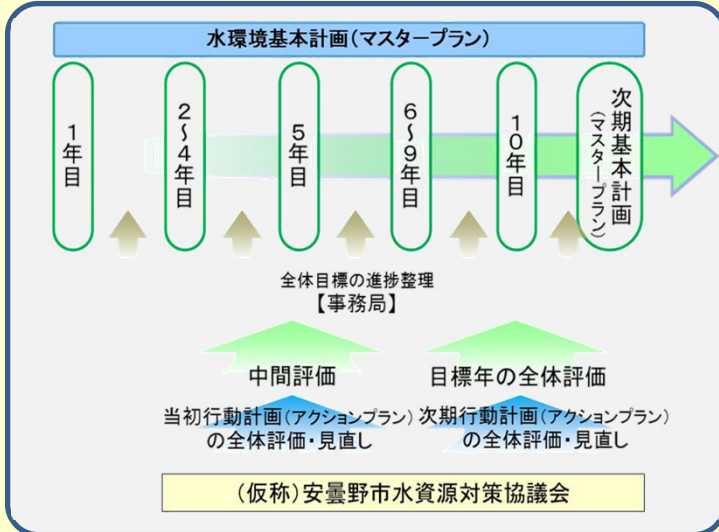 水環境基本計画(マスタープラン)
1年目
2～4年目
5年目
6～9年目
10年目
次期基本計画
(マスタープラン)
全体目標の進捗整理
【事務局】
中間評価
目標年の全体評価
当初行動計画(アクションプラン)
の全体評価・見直し
次期行動計画(アクションプラン)
の全体評価・見直し
(仮称)安曇野市水資源対策協議会